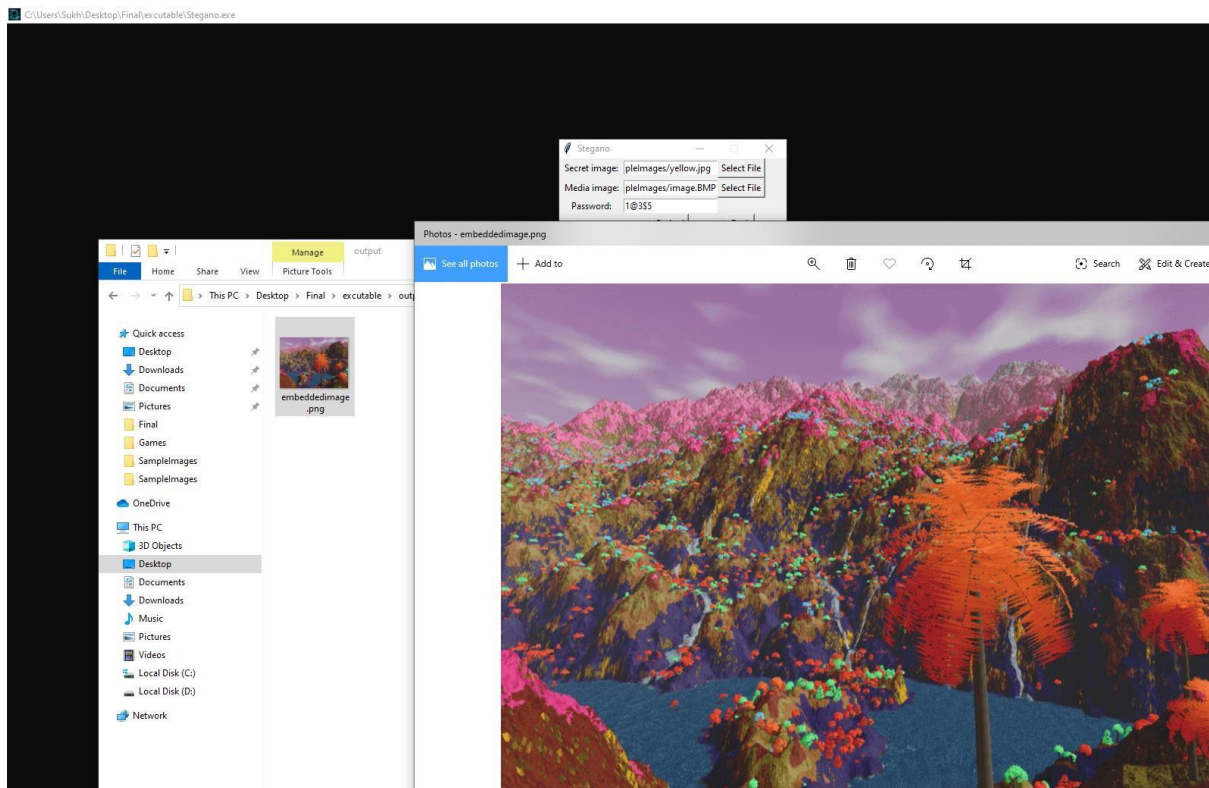 C:\Users\Sukh\Desktop\Final\excutable\Stegano.exe
Stegano
Secret image: pleImages/yellow.jpg Select File
Media image: pleImages/image.BMP Select File
Password: 1@3$5
Photos - embeddedimage.png
See all photos
Add to
Search
Edit & Create
Manage
output
File
Home
Share
View
Picture Tools
This PC > Desktop > Final > excutable >
Quick access
Desktop
Downloads
Documents
Pictures
Final
Games
SampleImages
SampleImages
OneDrive
This PC
3D Objects
Desktop
Documents
Downloads
Music
Pictures
Videos
Local Disk (C:)
Local Disk (D:)
Network
embeddedimage
.png